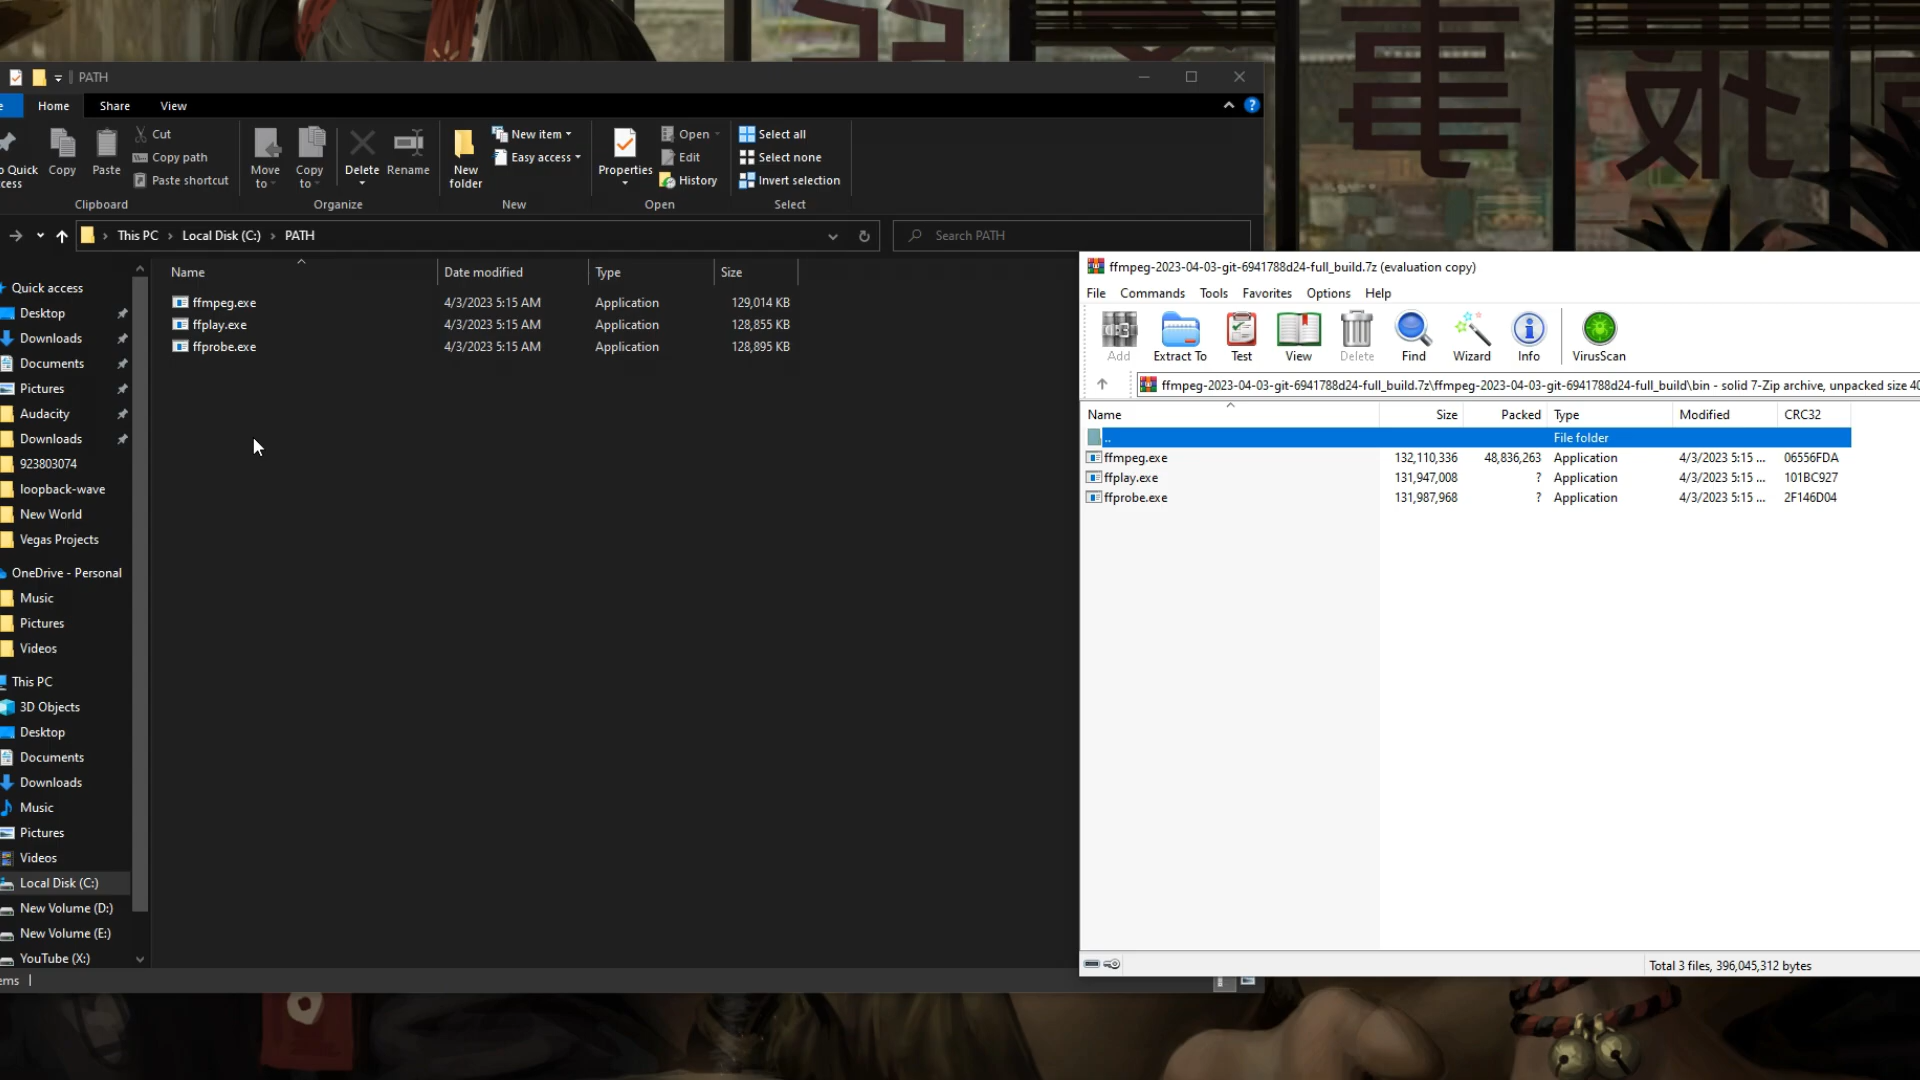 PATH
Home Share View
Quick
cess
Copy
Paste
Cut
Copy path
Paste shortcut
Clipboard
Move
to
Copy
to
Delete
Rename
Organize
New
folder
New item
Easy access
New
Properties
Open
Edit
History
Open
Select all
Select none
Invert selection
Select
This PC > Local Disk (C:) > PATH
Search PATH
Quick access
Desktop
Downloads
Documents
Pictures
Audacity
Downloads
923803074
loopback-wave
New World
Vegas Projects
OneDrive - Personal
Music
Pictures
Videos
This PC
3D Objects
Desktop
Documents
Downloads
Music
Pictures
Videos
Local Disk (C:)
New Volume (D:)
New Volume (E:)
YouTube (X:)
ems
Name Date modified Type Size
ffmpeg.exe 4/3/2023 5:15 AM Application 129,014 KB
ffplay.exe 4/3/2023 5:15 AM Application 128,855 KB
ffprobe.exe 4/3/2023 5:15 AM Application 128,895 KB
ffmpeg-2023-04-03-git-6941788d24-full_build.7z (evaluation copy)
File Commands Tools Favorites Options Help
Add Extract To Test View Delete Find Wizard Info VirusScan
ffmpeg-2023-04-03-git-6941788d24-full_build.7z\ffmpeg-2023-04-03-git-6941788d24-full_build\bin - solid 7-Zip archive, unpacked size 40
Name Size Packed Type Modified CRC32
.. File folder
ffmpeg.exe 132,110,336 48,836,263 Application 4/3/2023 5:15 ... 06556FDA
ffplay.exe 131,947,008 ? Application 4/3/2023 5:15 ... 101BC927
ffprobe.exe 131,987,968 ? Application 4/3/2023 5:15 ... 2F146D04
Total 3 files, 396,045,312 bytes